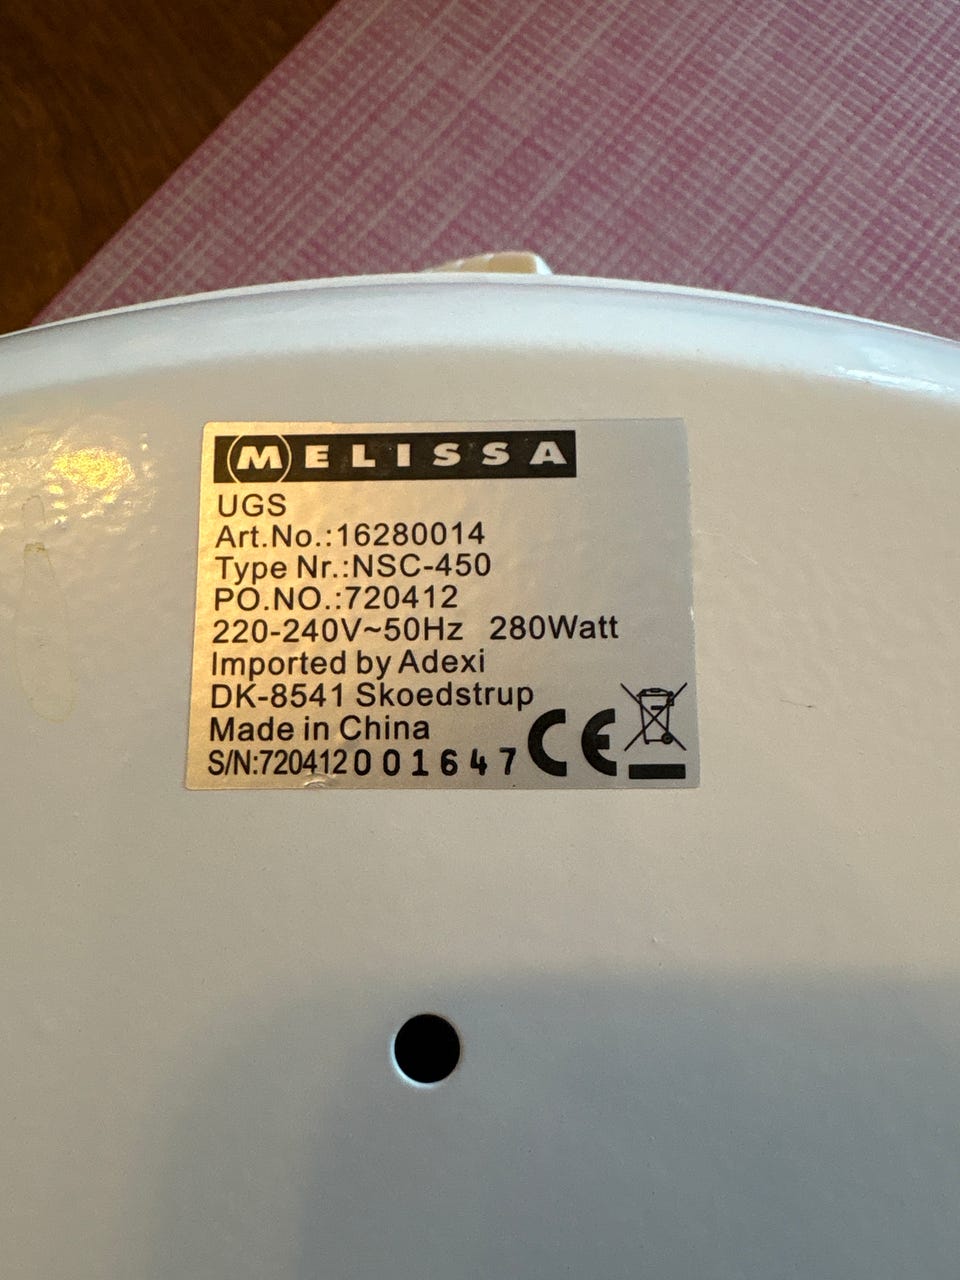 MELISSA
UGS
Art.No.:16280014
Type Nr.:NSC-450
PO.NO.:720412
220-240V~50Hz 280Watt
Imported by Adexi
DK-8541 Skoedstrup
Made in China
S/N:720412001647
CE